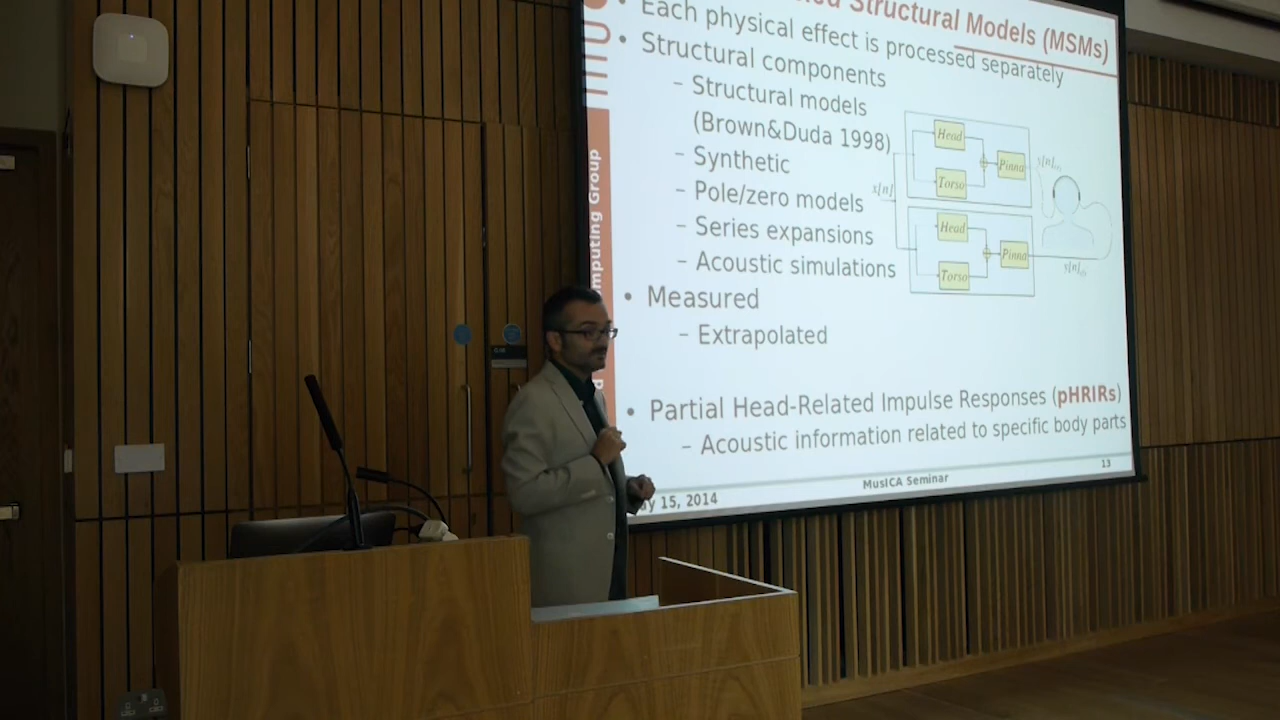 Structural Models (MSMs)
• Each physical effect is processed separately
• Structural components
– Structural models
(Brown&Duda 1998)
– Synthetic
– Pole/zero models
– Series expansions
– Acoustic simulations
• Measured
– Extrapolated
• Partial Head-Related Impulse Responses (pHRIRs)
– Acoustic information related to specific body parts
Head
Torso
Pinna
s[n]
Head
Torso
Pinna
mputing Group
y 15, 2014
MusICA Seminar
13